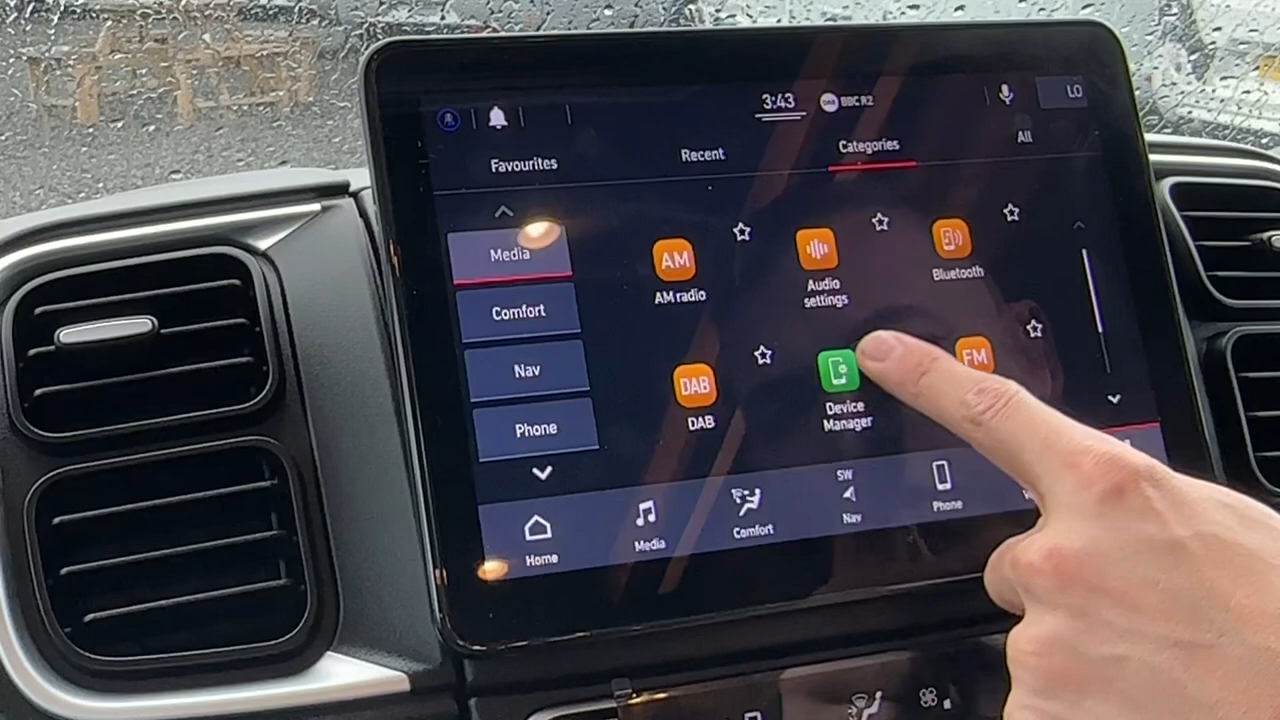 3:43
DAB BBC R2
LO
Favourites
Recent
Categories
All
Media
AM
AM radio
Audio
settings
Bluetooth
Comfort
Nav
DAB
DAB
Device
Manager
FM
Phone
Home
Media
Comfort
SW
Nav
Phone